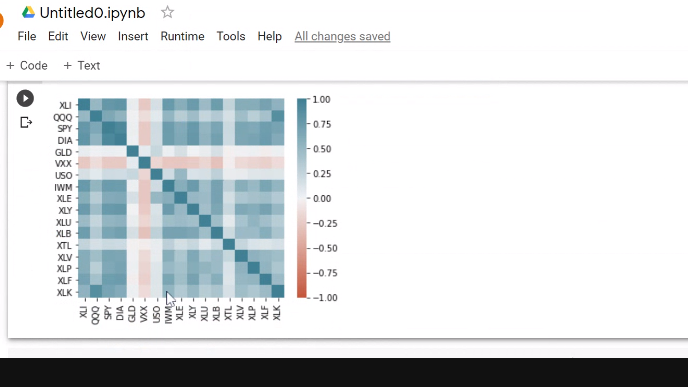 Untitled0.ipynb
File Edit View Insert Runtime Tools Help All changes saved
+ Code + Text
XLI
QQQ
SPY
DIA
GLD
VXX
USO
IWM
XLE
XLY
XLU
XLB
XTL
XLV
XLP
XLF
XLK
XLI QQQ SPY DIA GLD VXX USO IWM XLE XLY XLU XLB XTL XLV XLP XLF XLK
1.00
0.75
0.50
0.25
0.00
-0.25
-0.50
-0.75
-1.00